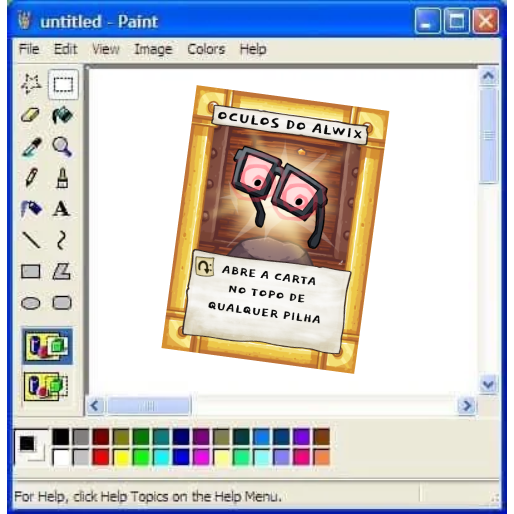 untitled - Paint
File Edit View Image Colors Help
A
OCULOS DO ALWIX
ABRE A CARTA
NO TOPO DE
QUALQUER PILHA
For Help, click Help Topics on the Help Menu.